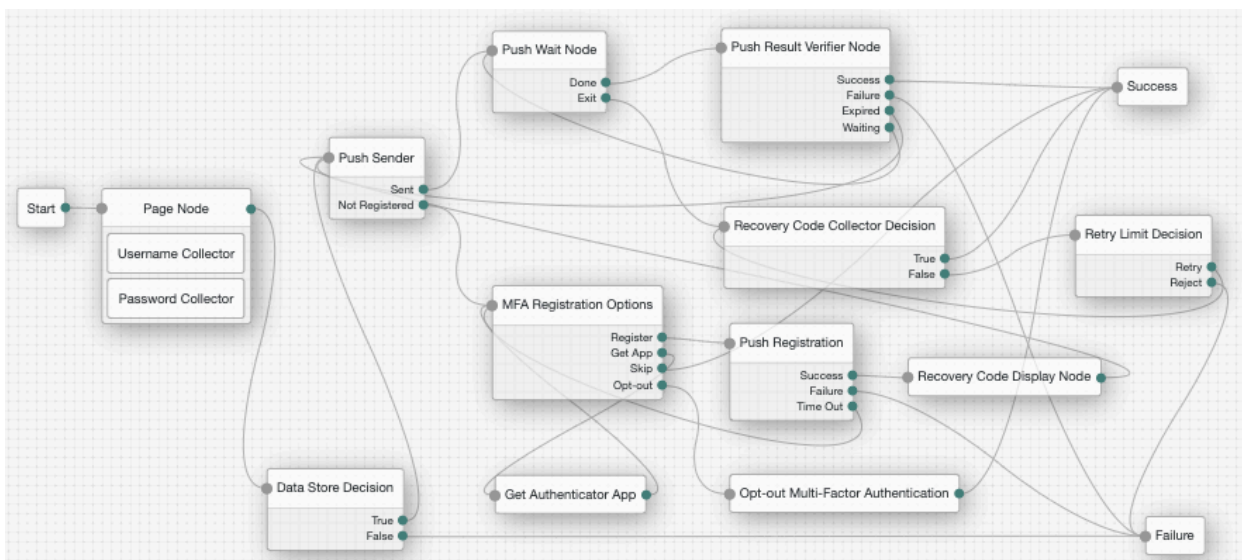 Push Wait Node
Done
Exit
Push Result Verifier Node
Success
Failure
Expired
Waiting
Success
Push Sender
Sent
Not Registered
Start
Page Node
Username Collector
Password Collector
Recovery Code Collector Decision
True
False
Retry Limit Decision
Retry
Reject
MFA Registration Options
Register
Get App
Skip
Opt-out
Push Registration
Success
Failure
Time Out
Recovery Code Display Node
Data Store Decision
True
False
Get Authenticator App
Opt-out Multi-Factor Authentication
Failure